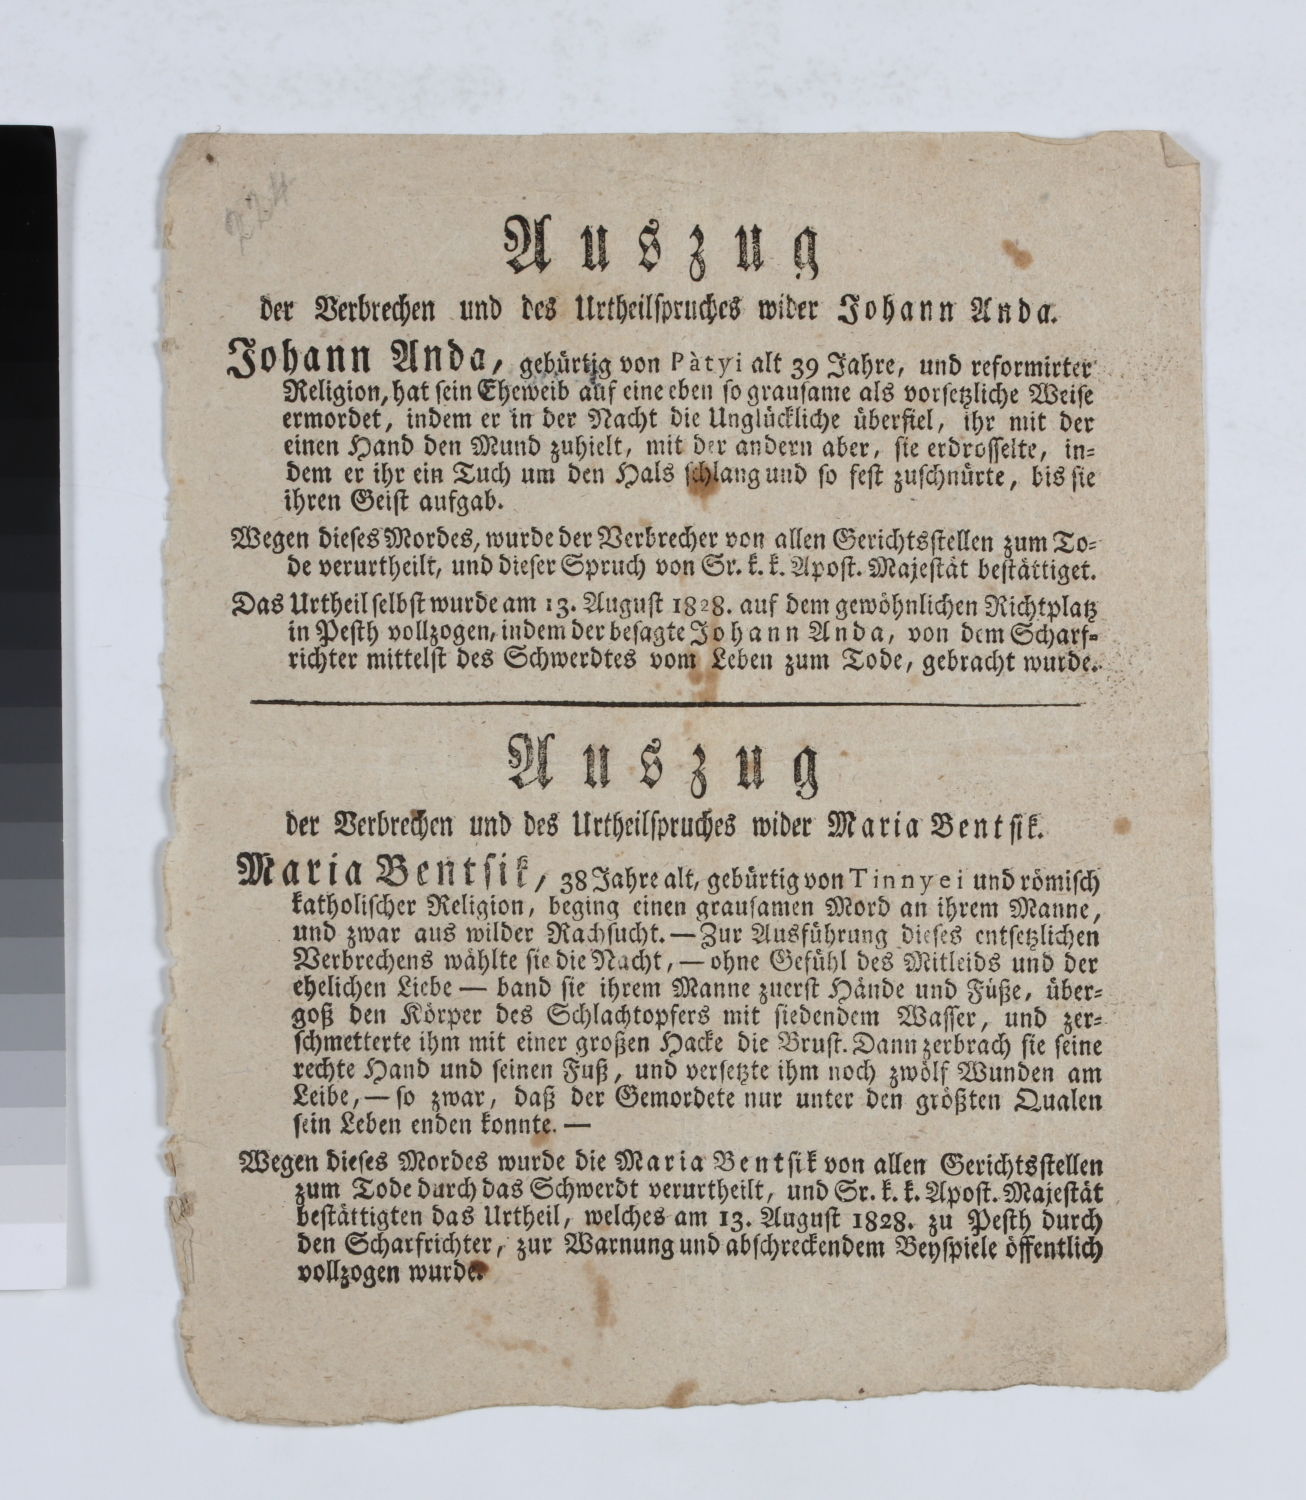 224
Auszug
der Verbrechen und des Urtheilspruches wider Johann Anda.
Johann Anda, gebürtig von Pàtyi alt 39 Jahre, und reformirter
Religion, hat sein Eheweib auf eine eben so grausame als vorsetzliche Weise
ermordet, indem er in der Nacht die Unglückliche überfiel, ihr mit der
einen Hand den Mund zuhielt, mit der andern aber, sie erdrosselte, in=
dem er ihr ein Tuch um den Hals schlang und so fest zuschnürte, bis sie
ihren Geist aufgab.
Wegen dieses Mordes, wurde der Verbrecher von allen Gerichtsstellen zum To=
de verurtheilt, und dieser Spruch von Sr. k. k. Apost. Majestät bestättiget.
Das Urtheil selbst wurde am 13. August 1828. auf dem gewöhnlichen Richtplatz
in Pesth vollzogen, indem der besagte Johann Anda, von dem Scharf=
richter mittelst des Schwerdtes vom Leben zum Tode, gebracht wurde.
Auszug
der Verbrechen und des Urtheilspruches wider Maria Bentsik.
Maria Bentsik, 38 Jahre alt, gebürtig von Tinnyei und römisch
katholischer Religion, beging einen grausamen Mord an ihrem Manne,
und zwar aus wilder Rachsucht. — Zur Ausführung dieses entsetzlichen
Verbrechens wählte sie die Nacht, — ohne Gefühl des Mitleids und der
ehelichen Liebe — band sie ihrem Manne zuerst Hände und Füße, über=
goß den Körper des Schlachtopfers mit siedendem Wasser, und zer=
schmetterte ihm mit einer großen Hacke die Brust. Dann zerbrach sie seine
rechte Hand und seinen Fuß, und versetzte ihm noch zwölf Wunden am
Leibe, — so zwar, daß der Gemordete nur unter den größten Qualen
sein Leben enden konnte. —
Wegen dieses Mordes wurde die Maria Bentsik von allen Gerichtsstellen
zum Tode durch das Schwerdt verurtheilt, und Sr. k. k. Apost. Majestät
bestättigten das Urtheil, welches am 13. August 1828. zu Pesth durch
den Scharfrichter, zur Warnung und abschreckendem Beyspiele öffentlich
vollzogen wurde.